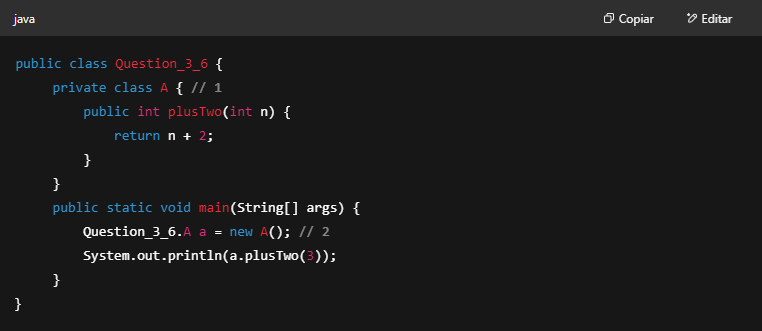 java Copiar Editar
public class Question_3_6 {
    private class A { // 1
        public int plusTwo(int n) {
            return n + 2;
        }
    }
    public static void main(String[] args) {
        Question_3_6.A a = new A(); // 2
        System.out.println(a.plusTwo(3));
    }
}